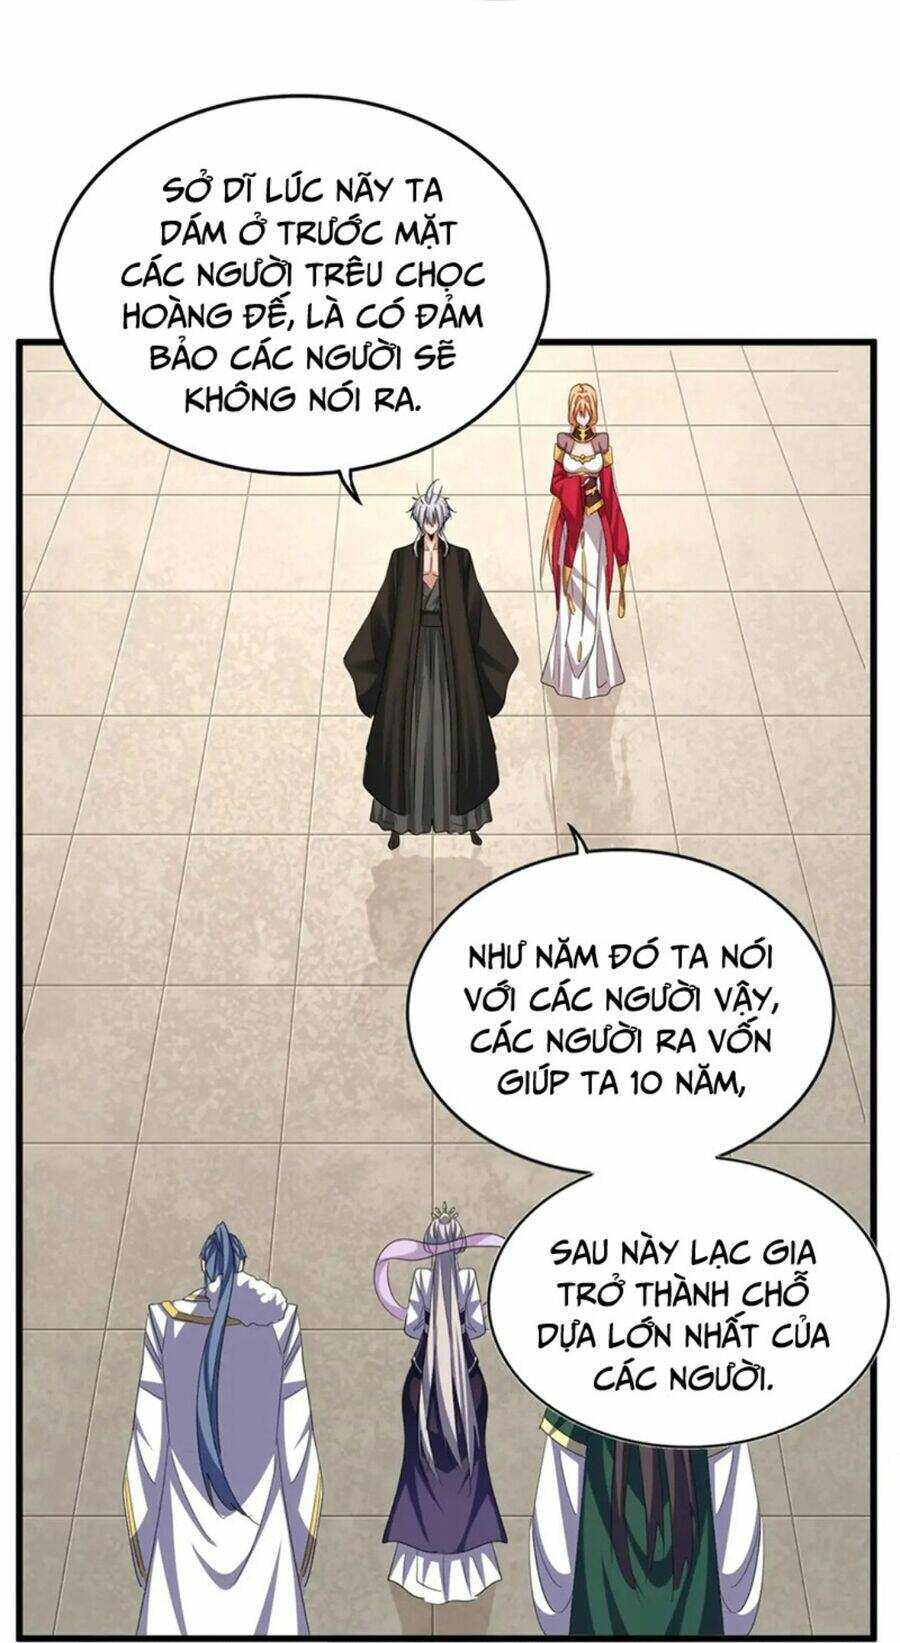 SỞ DĨ LÚC NÃY TA
DÁM Ở TRƯỚC MẶT
CÁC NGƯỜI TRÊU CHỌC
HOÀNG ĐẾ, LÀ CÓ ĐẢM
BẢO CÁC NGƯỜI SẼ
KHÔNG NÓI RA.
NHƯ NĂM ĐÓ TA NÓI
VỚI CÁC NGƯỜI VẬY,
CÁC NGƯỜI RA VỐN
GIÚP TA 10 NĂM,
SAU NÀY LẠC GIA
TRỞ THÀNH CHỖ
DỰA LỚN NHẤT CỦA
CÁC NGƯỜI.